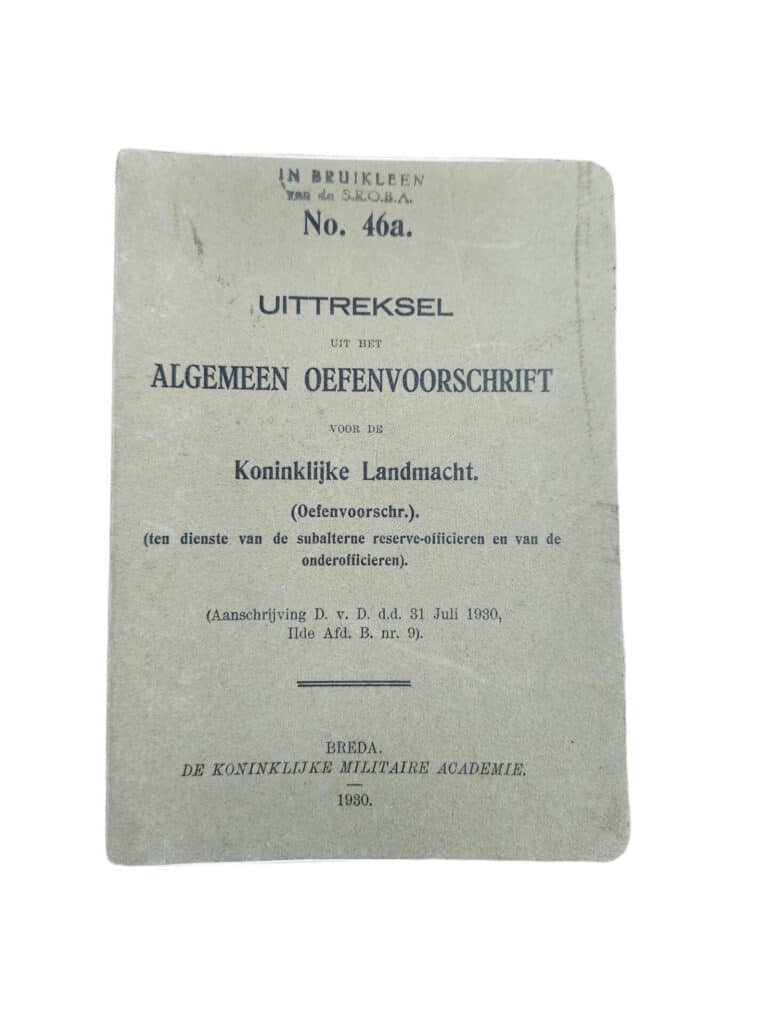 IN BRUIKLEEN
van de S.R.O.B.A.
No. 46a.
UITTREKSEL
UIT HET
ALGEMEEN OEFENVOORSCHRIFT
VOOR DE
Koninklijke Landmacht.
(Oefenvoorschr.).
(ten dienste van de subalterne reserve-officieren en van de
onderofficieren).
(Aanschrijving D. v. D. d.d. 31 Juli 1930,
IIde Afd. B. nr. 9).
BREDA.
DE KONINKLIJKE MILITAIRE ACADEMIE.
1930.